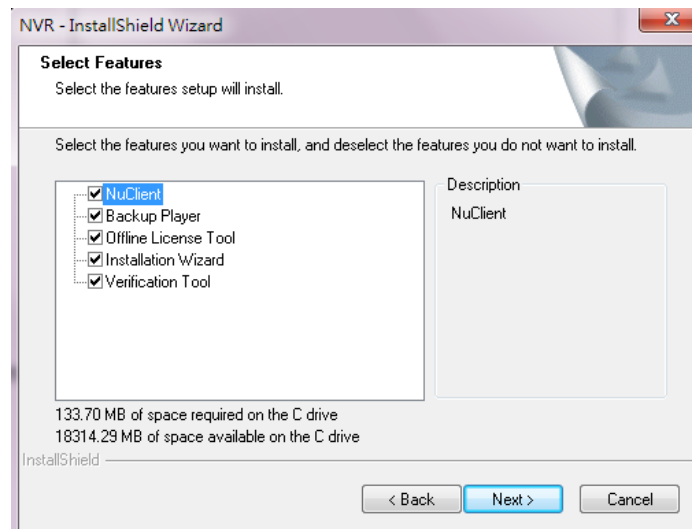 NVR - InstallShield Wizard
Select Features
Select the features setup will install.
Select the features you want to install, and deselect the features you do not want to install.
NuClient
Backup Player
Offline License Tool
Installation Wizard
Verification Tool
Description
NuClient
133.70 MB of space required on the C drive
18314.29 MB of space available on the C drive
InstallShield
< Back
Next >
Cancel